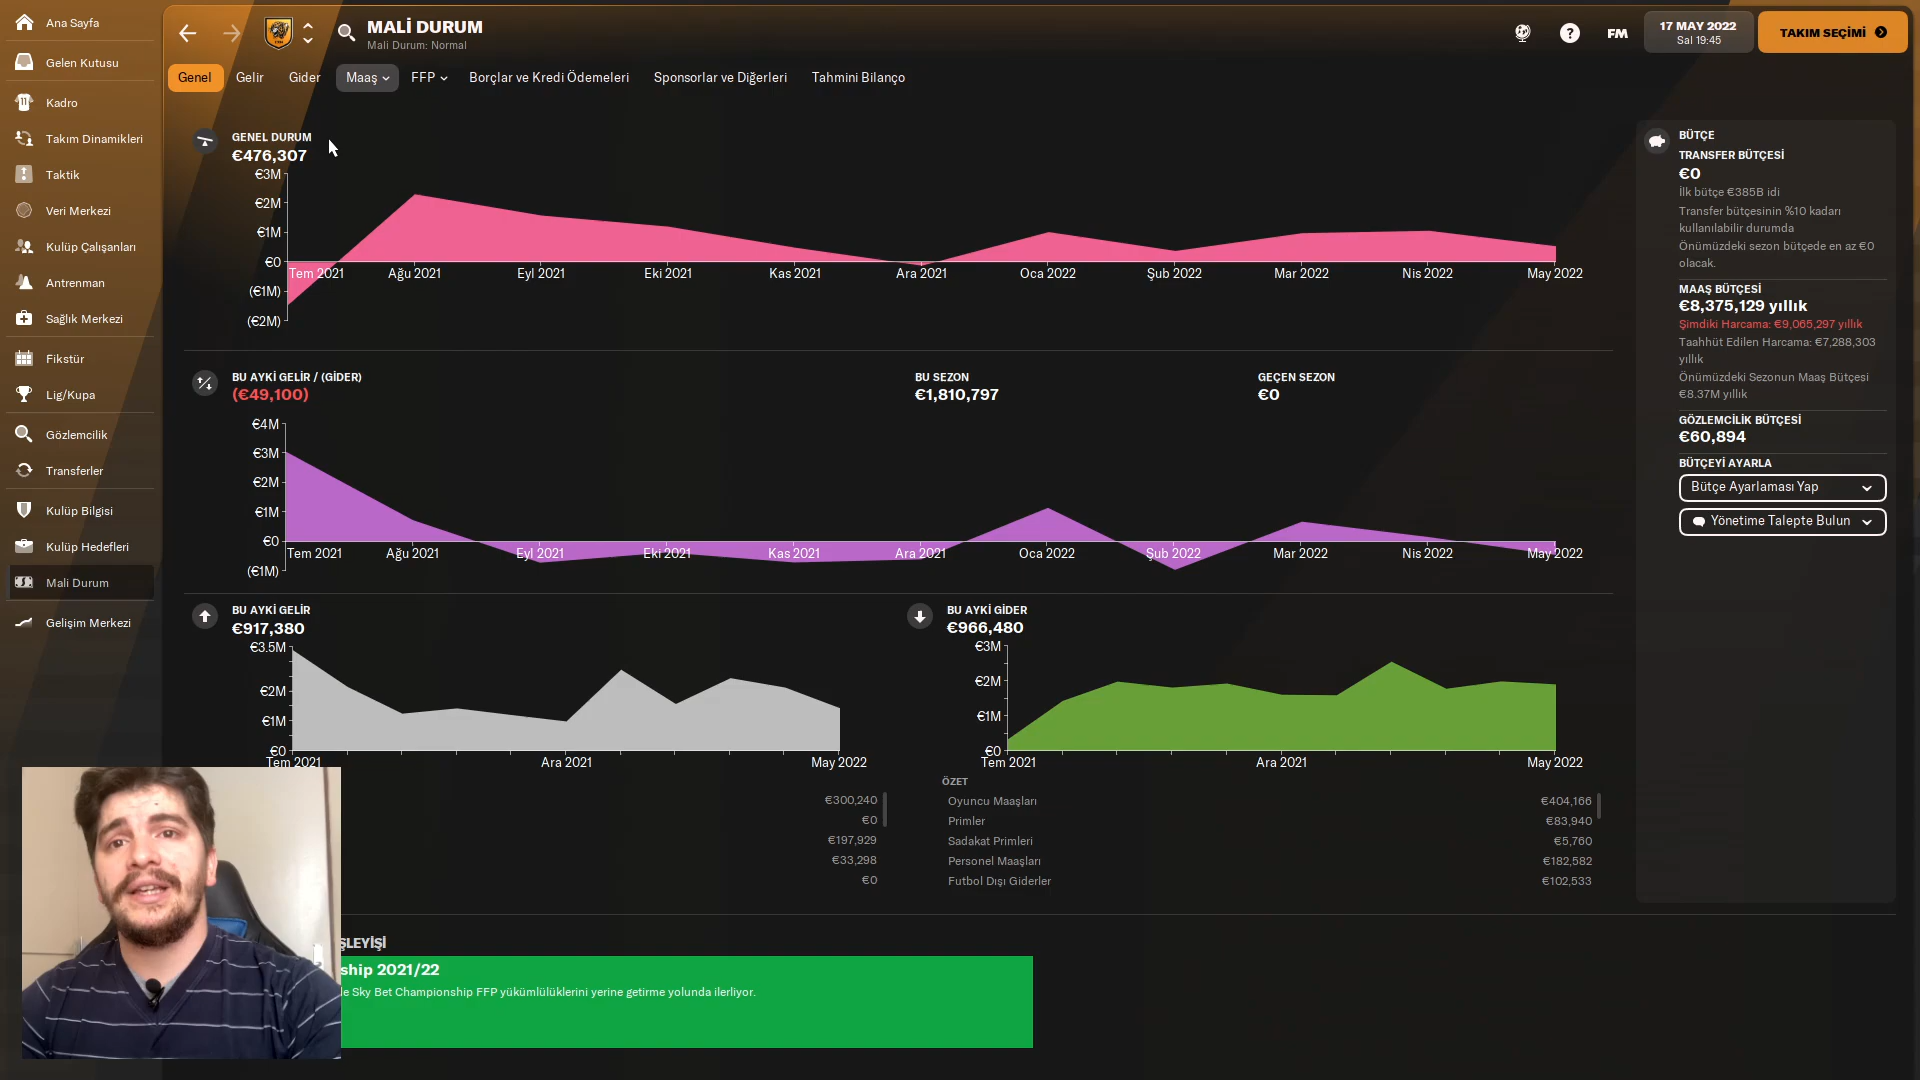 Ana Sayfa
Gelen Kutusu
Kadro
Takım Dinamikleri
Taktik
Veri Merkezi
Kulüp Çalışanları
Antrenman
Sağlık Merkezi
Fikstür
Lig/Kupa
Gözlemcilik
Transferler
Kulüp Bilgisi
Kulüp Hedefleri
Mali Durum
Gelişim Merkezi
MALİ DURUM
Mali Durum: Normal
?
FM
17 MAY 2022
Sal 19:45
TAKIM SEÇİMİ
Genel
Gelir
Gider
Maaş
FFP
Borçlar ve Kredi Ödemeleri
Sponsorlar ve Diğerleri
Tahmini Bilanço
GENEL DURUM
€476,307
€3M
€2M
€1M
€0
(€1M)
(€2M)
Tem 2021
Ağu 2021
Eyl 2021
Eki 2021
Kas 2021
Ara 2021
Oca 2022
Şub 2022
Mar 2022
Nis 2022
May 2022
BU AYKİ GELİR / (GİDER)
(€49,100)
BU SEZON
€1,810,797
GEÇEN SEZON
€0
€4M
€3M
€2M
€1M
€0
(€1M)
Tem 2021
Ağu 2021
Eyl 2021
Eki 2021
Kas 2021
Ara 2021
Oca 2022
Şub 2022
Mar 2022
Nis 2022
May 2022
BU AYKİ GELİR
€917,380
€3.5M
€2M
€1M
€0
Tem 2021
Ara 2021
May 2022
€300,240
€0
€197,929
€33,298
€0
BU AYKİ GİDER
€966,480
€3M
€2M
€1M
€0
Tem 2021
Ara 2021
May 2022
ÖZET
Oyuncu Maaşları €404,166
Primler €83,940
Sadakat Primleri €5,760
Personel Maaşları €182,582
Futbol Dışı Giderler €102,533
ŞLEYİŞİ
ship 2021/22
le Sky Bet Championship FFP yükümlülüklerini yerine getirme yolunda ilerliyor.
BÜTÇE
TRANSFER BÜTÇESİ
€0
İlk bütçe €385B idi
Transfer bütçesinin %10 kadarı
kullanılabilir durumda
Önümüzdeki sezon bütçede en az €0
olacak.
MAAŞ BÜTÇESİ
€8,375,129 yıllık
Şimdiki Harcama: €9,065,297 yıllık
Taahhüt Edilen Harcama: €7,288,303
yıllık
Önümüzdeki Sezonun Maaş Bütçesi
€8.37M yıllık
GÖZLEMCİLİK BÜTÇESİ
€60,894
BÜTÇEYİ AYARLA
Bütçe Ayarlaması Yap
Yönetime Talepte Bulun